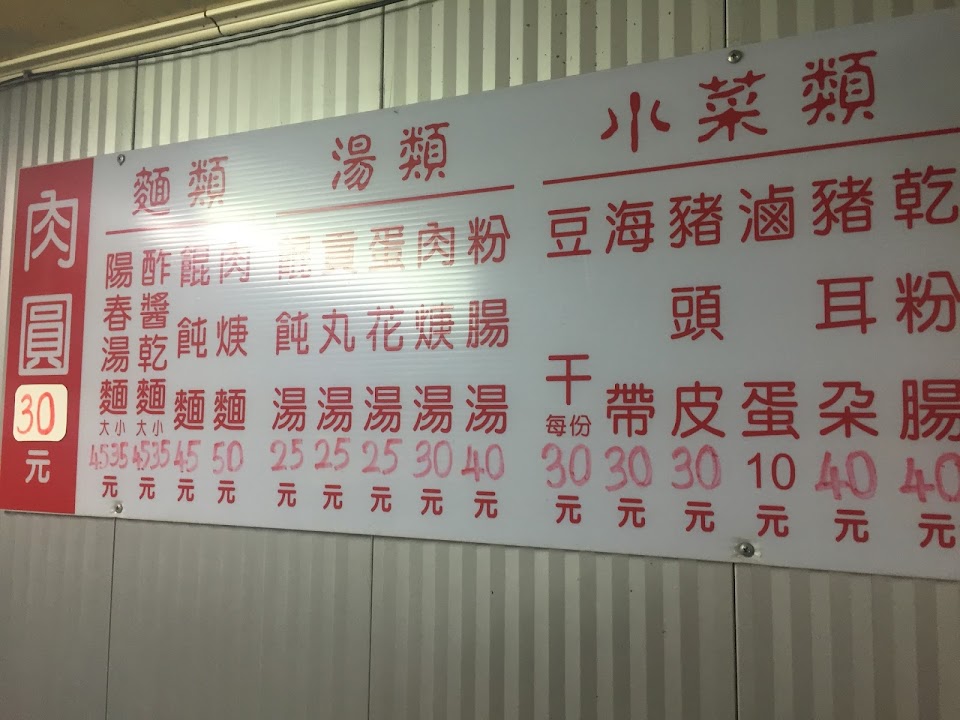 肉圓
30
元
麵類
陽春湯麵 大小 45 35 元
酢醬乾麵 大小 45 35 元
餛飩麵 45 元
肉焿麵 50 元
湯類
餛飩湯 25 元
貢丸湯 25 元
蛋花湯 25 元
肉焿湯 30 元
粉腸湯 40 元
小菜類
豆干 每份 30 元
海帶 30 元
豬頭皮 30 元
滷蛋 10 元
豬耳朵 40 元
乾粉腸 40 元